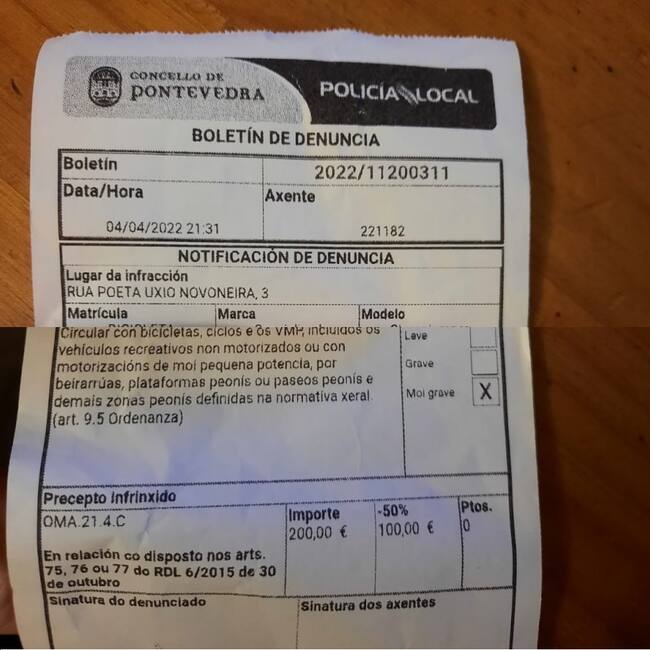 CONCELLO DE
PONTEVEDRA
POLICÍA LOCAL
BOLETÍN DE DENUNCIA
Boletín 2022/11200311
Data/Hora Axente
04/04/2022 21:31 221182
NOTIFICACIÓN DE DENUNCIA
Lugar da infracción
RUA POETA UXIO NOVONEIRA, 3
Matrícula Marca Modelo
Circular con bicicletas, ciclos e os VMP, incluídos os
vehículos recreativos non motorizados ou con
motorizacións de moi pequena potencia, por
beirarrúas, plataformas peonís ou paseos peonís e
demais zonas peonís definidas na normativa xeral.
(art. 9.5 Ordenanza)
Leve
Grave
Moi grave X
Precepto infrinxido
OMA.21.4.C
Importe -50% Ptos.
200,00 € 100,00 € 0
En relación co disposto nos arts.
75, 76 ou 77 do RDL 6/2015 de 30
de outubro
Sinatura do denunciado Sinatura dos axentes